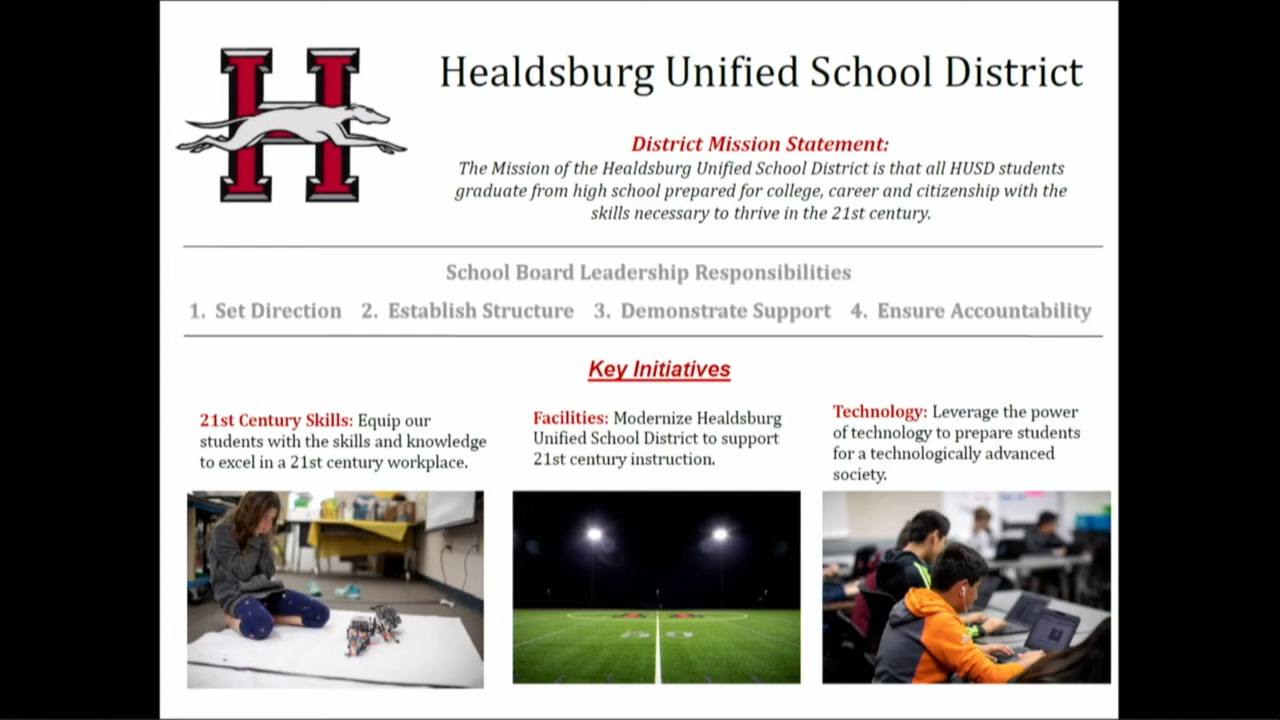 H
Healdsburg Unified School District
District Mission Statement:
The Mission of the Healdsburg Unified School District is that all HUSD students
graduate from high school prepared for college, career and citizenship with the
skills necessary to thrive in the 21st century.
School Board Leadership Responsibilities
1. Set Direction 2. Establish Structure 3. Demonstrate Support 4. Ensure Accountability
Key Initiatives
21st Century Skills: Equip our
students with the skills and knowledge
to excel in a 21st century workplace.
Facilities: Modernize Healdsburg
Unified School District to support
21st century instruction.
Technology: Leverage the power
of technology to prepare students
for a technologically advanced
society.
50